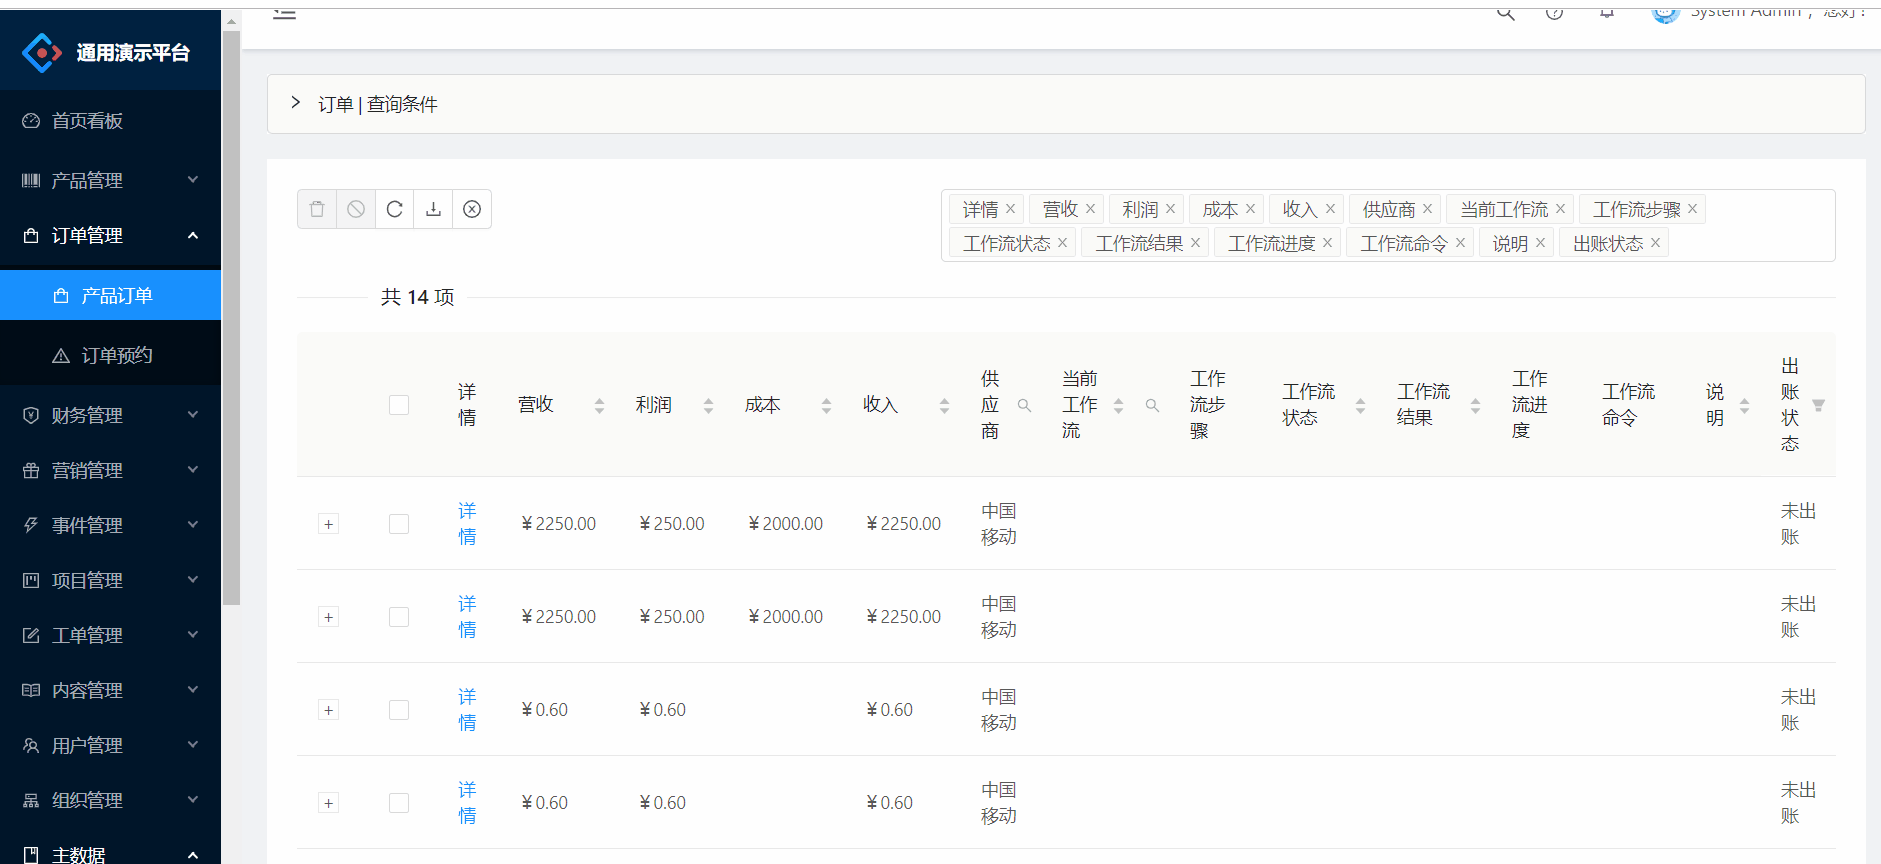 通用演示平台
首页看板
产品管理
订单管理
产品订单
订单预约
财务管理
营销管理
事件管理
项目管理
工单管理
内容管理
用户管理
组织管理
主数据
System Admin，您好！
订单 | 查询条件
详情 营收 利润 成本 收入 供应商 当前工作流 工作流步骤
工作流状态 工作流结果 工作流进度 工作流命令 说明 出账状态
共 14 项
详情 营收 利润 成本 收入 供应商 当前工作流 工作流步骤 工作流状态 工作流结果 工作流进度 工作流命令 说明 出账状态
详情 ¥2250.00 ¥250.00 ¥2000.00 ¥2250.00 中国移动 未出账
详情 ¥2250.00 ¥250.00 ¥2000.00 ¥2250.00 中国移动 未出账
详情 ¥0.60 ¥0.60 ¥0.60 中国移动 未出账
详情 ¥0.60 ¥0.60 ¥0.60 中国移动 未出账